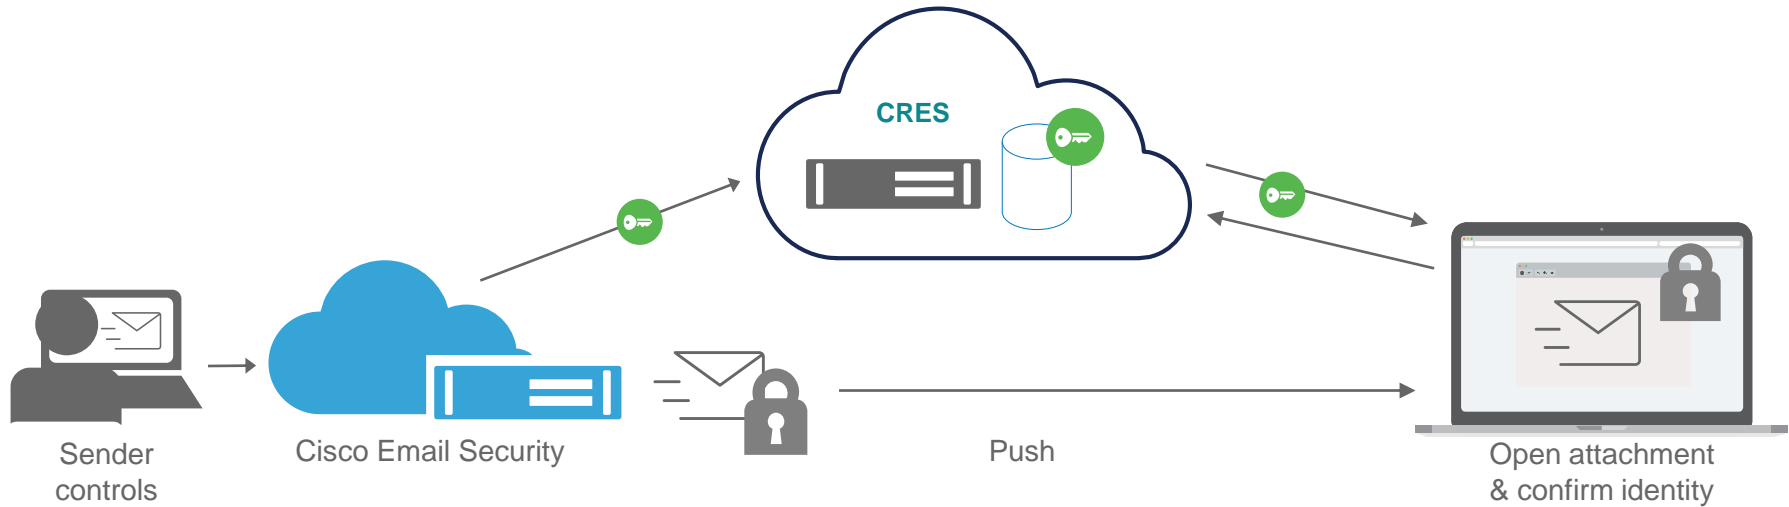 CRES
Sender
controls
Cisco Email Security
Push
Open attachment
& confirm identity